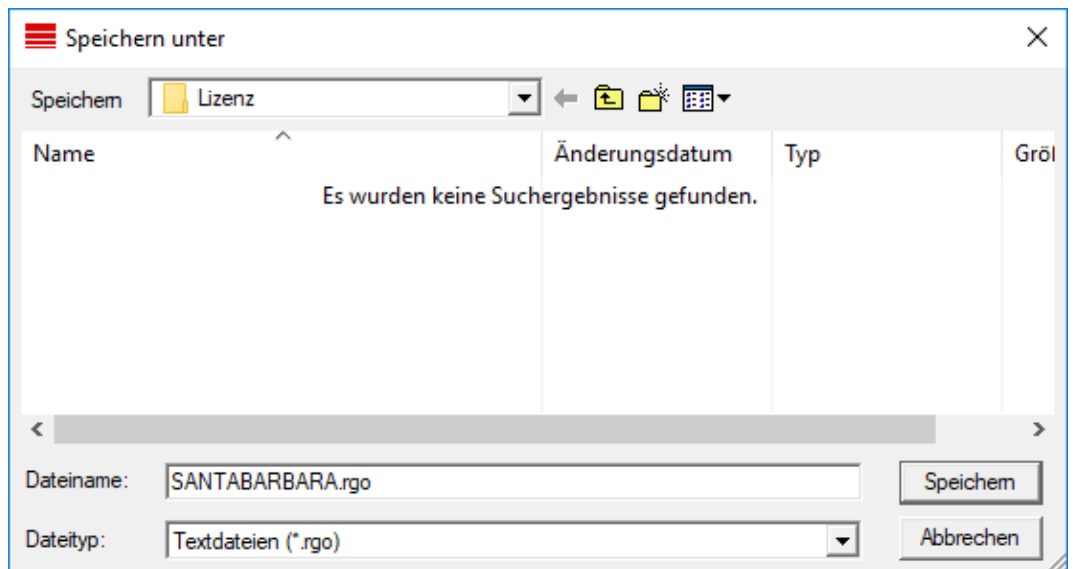 Speichern unter
Speichern Lizenz
Name Änderungsdatum Typ Größ
Es wurden keine Suchergebnisse gefunden.
Dateiname: SANTABARBARA.rgo Speichern
Dateityp: Textdateien (*.rgo) Abbrechen